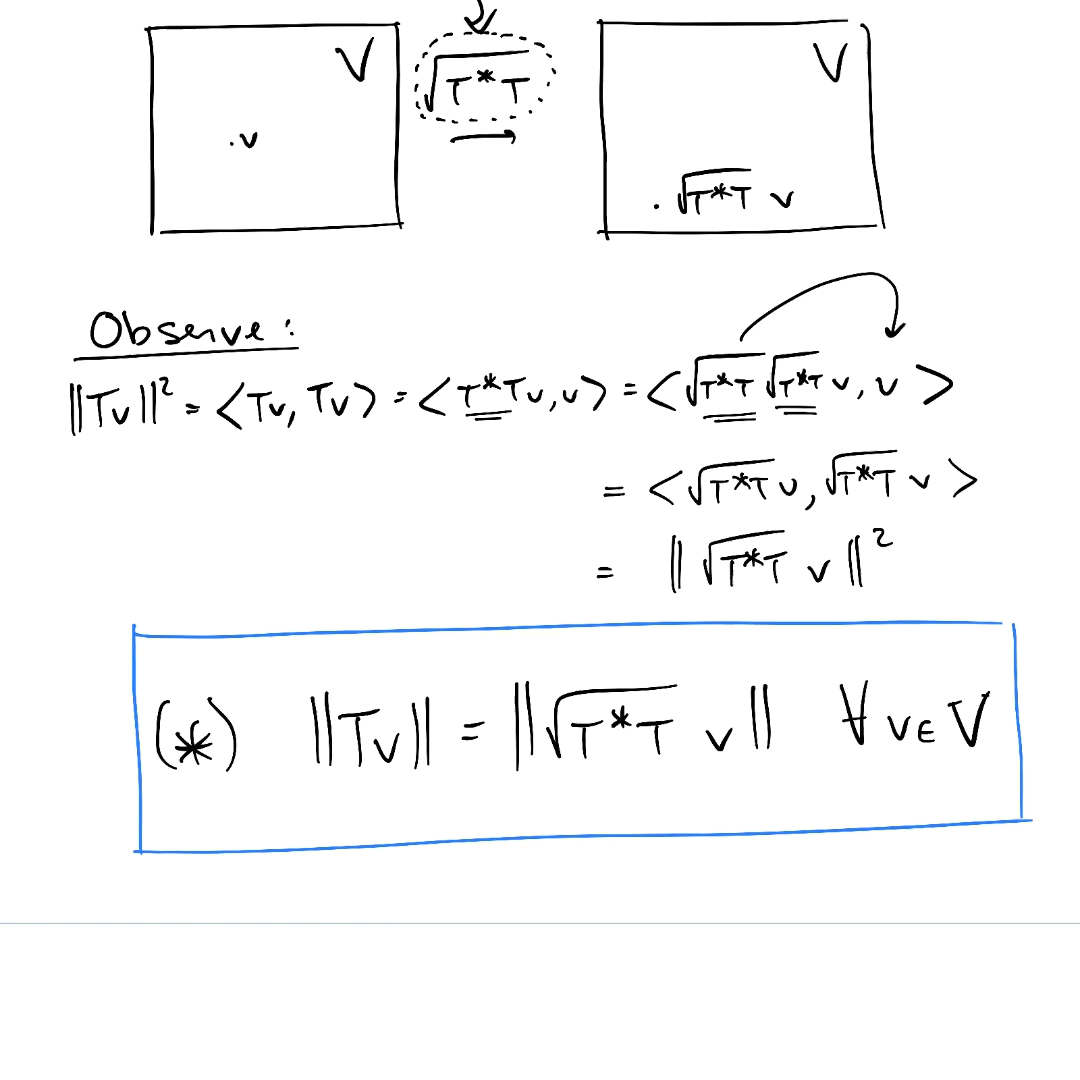 V √T*T V
.v
. √T*T v
Observe:
||Tv||² = <Tv, Tv> = <T*Tv, v> = <√T*T √T*T v, v>
= <√T*T v, √T*T v>
= || √T*T v ||²
(*) ||Tv|| = ||√T*T v|| ∀ v ∈ V